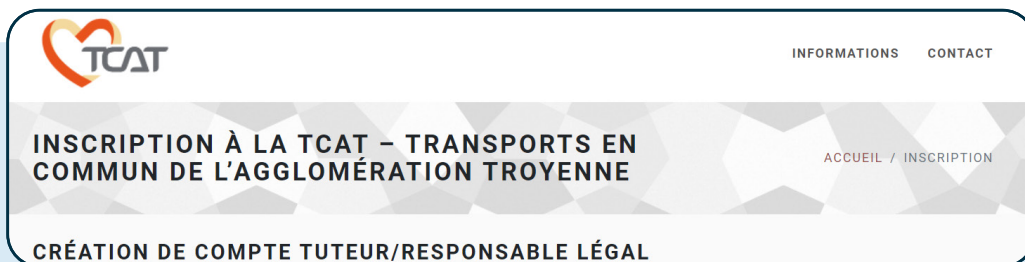 TCAT
INFORMATIONS CONTACT
INSCRIPTION À LA TCAT – TRANSPORTS EN
COMMUN DE L'AGGLOMÉRATION TROYENNE
ACCUEIL / INSCRIPTION
CRÉATION DE COMPTE TUTEUR/RESPONSABLE LÉGAL